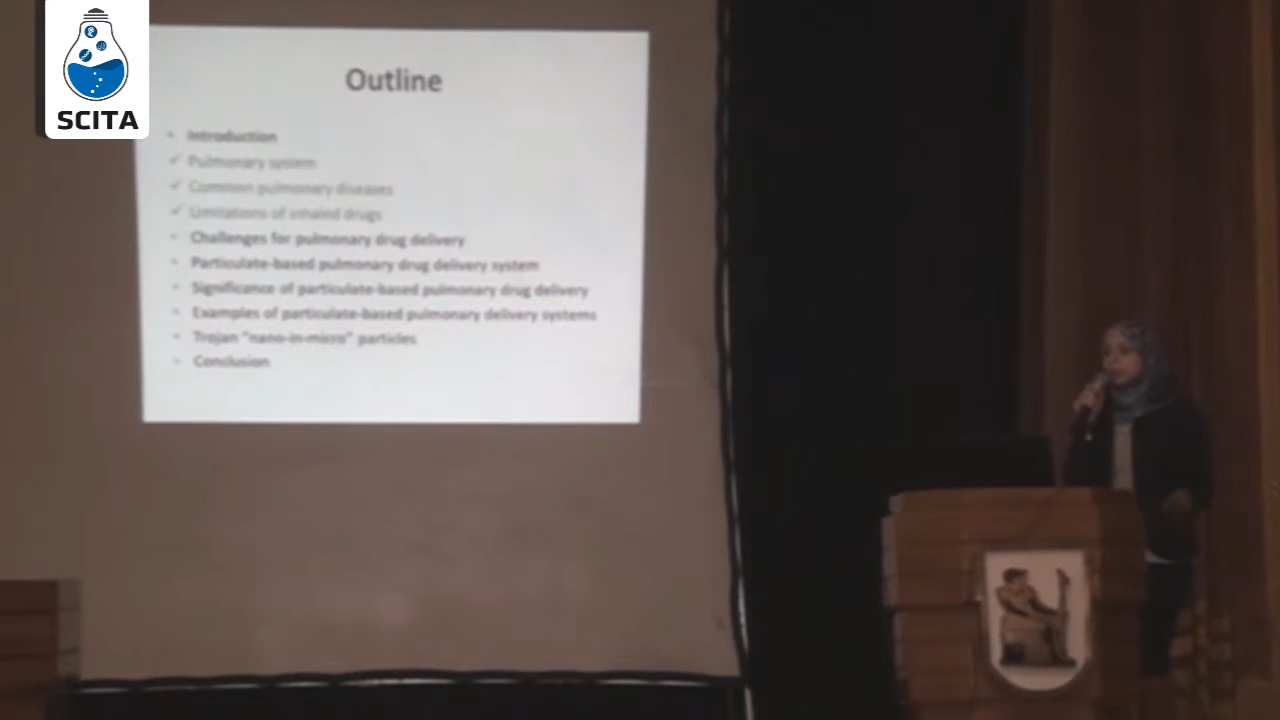 SCITA
Outline
Introduction
Pulmonary system
Common pulmonary diseases
Limitations of inhaled drugs
Challenges for pulmonary drug delivery
Particulate-based pulmonary drug delivery system
Significance of particulate-based pulmonary drug delivery
Examples of particulate-based pulmonary delivery systems
Trojan "nano-in-micro" particles
Conclusion